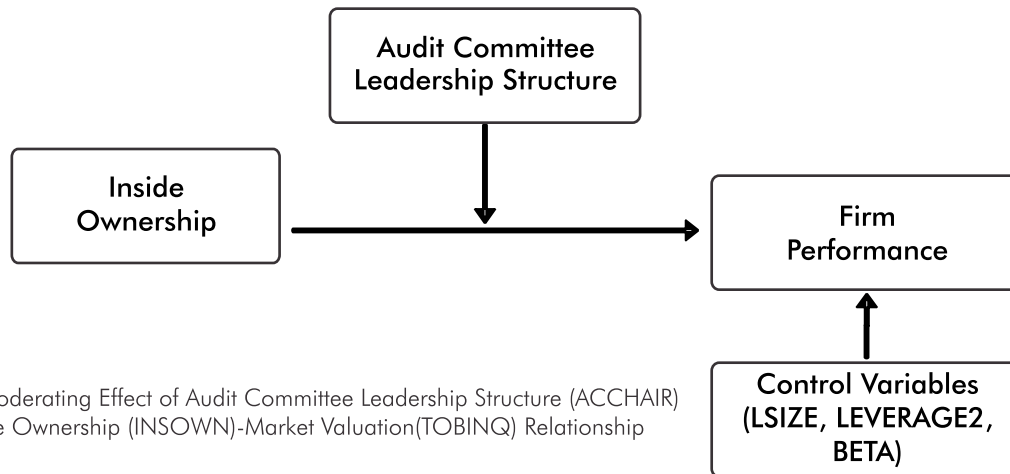 Audit Committee
Leadership Structure
Inside
Ownership
Firm
Performance
Control Variables
(LSIZE, LEVERAGE2,
BETA)
oderating Effect of Audit Committee Leadership Structure (ACCHAIR)
e Ownership (INSOWN)-Market Valuation(TOBINQ) Relationship